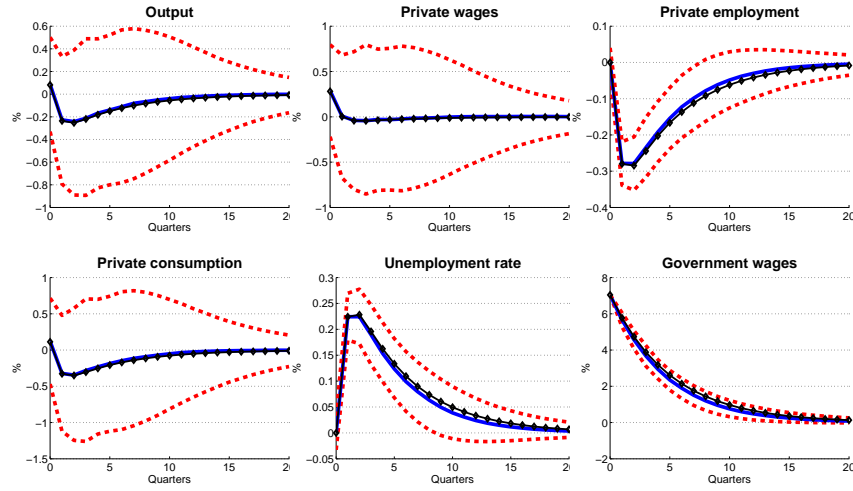 Output
Private wages
Private employment
0.6
0.4
0.2
0
−0.2
−0.4
−0.6
−0.8
−1
%
0 5 10 15 20
Quarters
1
0.5
0
−0.5
−1
%
0 5 10 15 20
Quarters
0.1
0
−0.1
−0.2
−0.3
−0.4
%
0 5 10 15 20
Quarters
Private consumption
Unemployment rate
Government wages
1
0.5
0
−0.5
−1
−1.5
%
0 5 10 15 20
Quarters
0.3
0.25
0.2
0.15
0.1
0.05
0
−0.05
%
0 5 10 15 20
Quarters
8
6
4
2
0
−2
%
0 5 10 15 20
Quarters